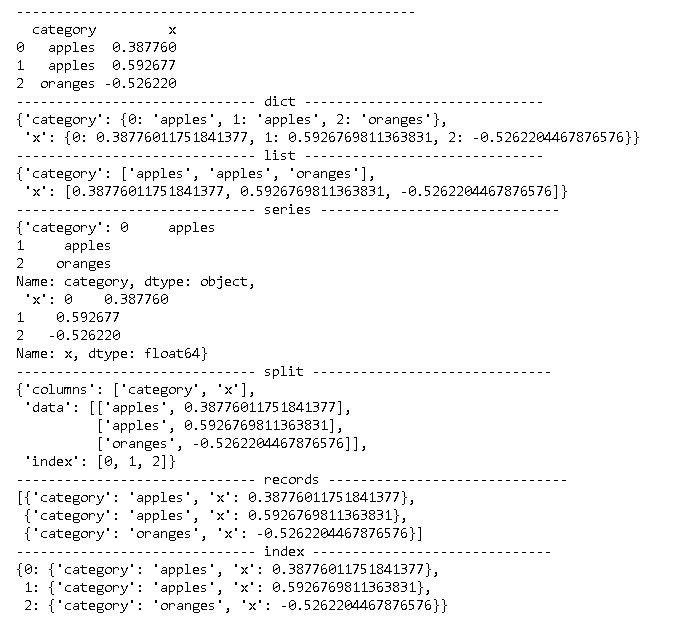 --------------------------------------------------
  category         x
0   apples  0.387760
1   apples  0.592677
2  oranges -0.526220
------------------------------ dict ------------------------------
{'category': {0: 'apples', 1: 'apples', 2: 'oranges'},
 'x': {0: 0.38776011751841377, 1: 0.5926769811363831, 2: -0.5262204467876576}}
------------------------------ list ------------------------------
{'category': ['apples', 'apples', 'oranges'],
 'x': [0.38776011751841377, 0.5926769811363831, -0.5262204467876576]}
------------------------------ series ------------------------------
{'category': 0     apples
1     apples
2    oranges
Name: category, dtype: object,
 'x': 0    0.387760
1    0.592677
2   -0.526220
Name: x, dtype: float64}
------------------------------ split ------------------------------
{'columns': ['category', 'x'],
 'data': [['apples', 0.38776011751841377],
          ['apples', 0.5926769811363831],
          ['oranges', -0.5262204467876576]],
 'index': [0, 1, 2]}
------------------------------ records ------------------------------
[{'category': 'apples', 'x': 0.38776011751841377},
 {'category': 'apples', 'x': 0.5926769811363831},
 {'category': 'oranges', 'x': -0.5262204467876576}]
------------------------------ index ------------------------------
{0: {'category': 'apples', 'x': 0.38776011751841377},
 1: {'category': 'apples', 'x': 0.5926769811363831},
 2: {'category': 'oranges', 'x': -0.5262204467876576}}